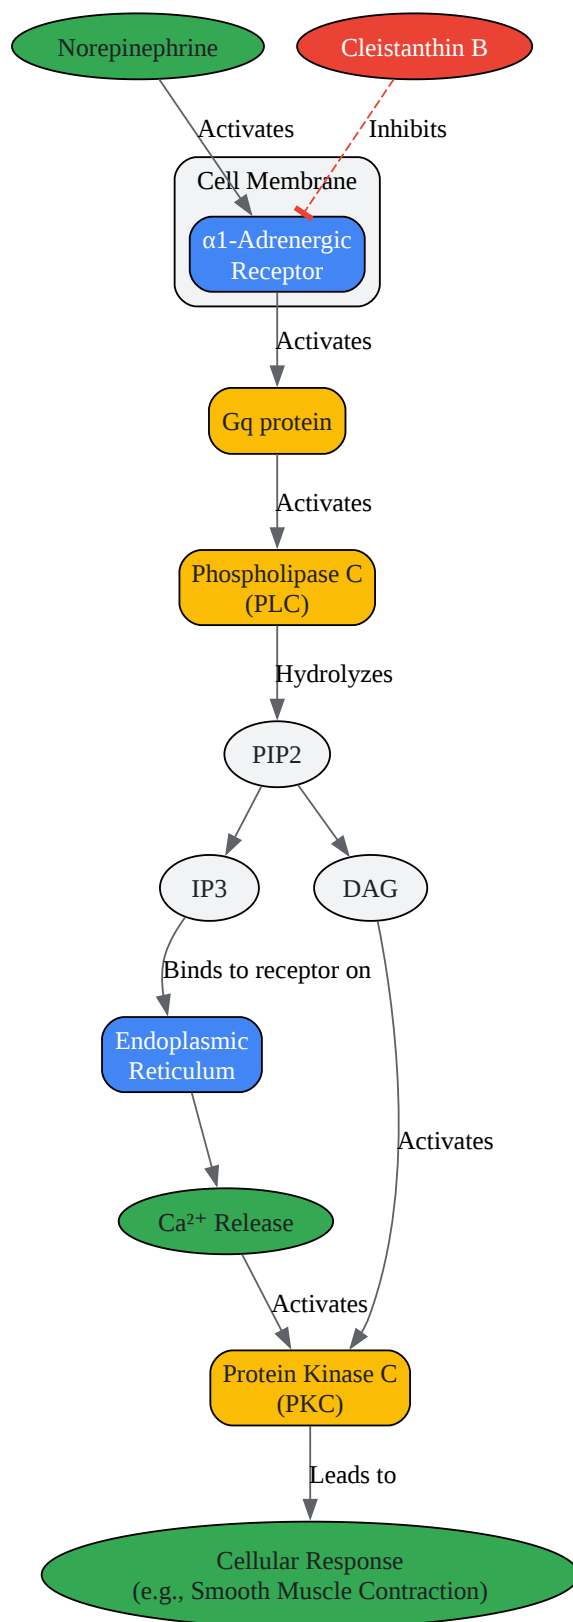 Norepinephrine
Cleistanthin B
Activates
Inhibits
Cell Membrane
α1-Adrenergic
Receptor
Activates
Gq protein
Activates
Phospholipase C
(PLC)
Hydrolyzes
PIP2
IP3
DAG
Binds to receptor on
Endoplasmic
Reticulum
Activates
Ca²⁺ Release
Activates
Protein Kinase C
(PKC)
Leads to
Cellular Response
(e.g., Smooth Muscle Contraction)